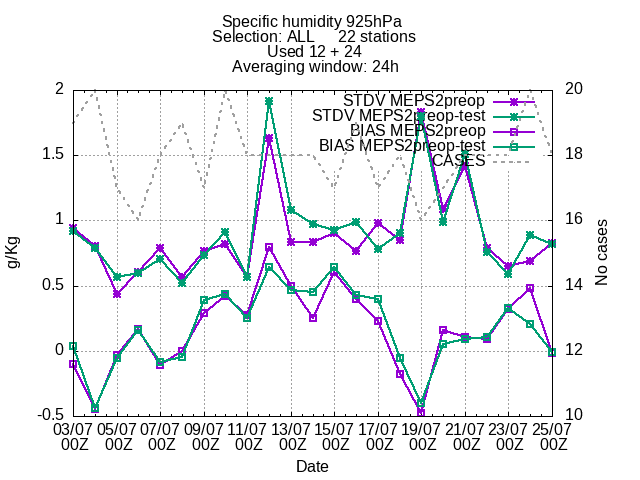 Specific humidity 925hPa
Selection: ALL 22 stations
Used 12 + 24
Averaging window: 24h
STDV MEPS2preop
STDV MEPS2preop-test
BIAS MEPS2preop
BIAS MEPS2preop-test
CASES
2
1.5
1
0.5
0
-0.5
g/Kg
20
18
16
14
12
10
No cases
03/07 05/07 07/07 09/07 11/07 13/07 15/07 17/07 19/07 21/07 23/07 25/07
00Z 00Z 00Z 00Z 00Z 00Z 00Z 00Z 00Z 00Z 00Z 00Z
Date